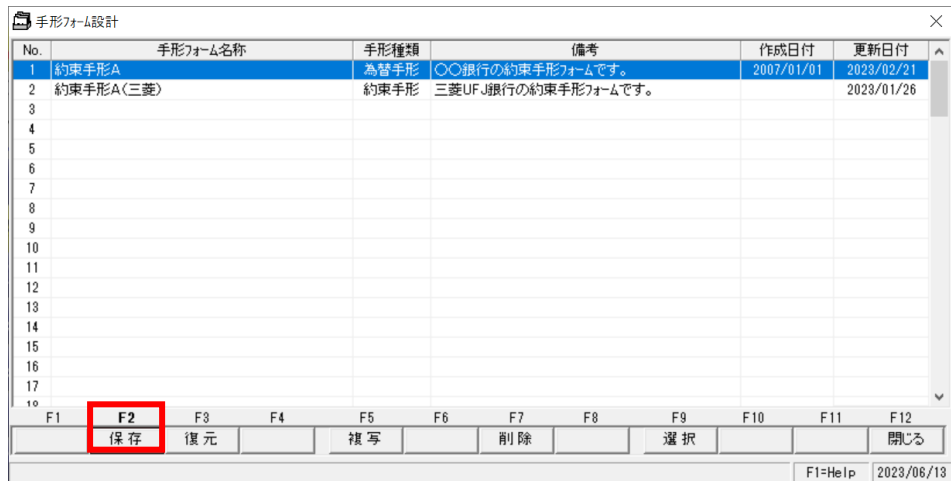 手形フォーム設計
No. 手形フォーム名称 手形種類 備考 作成日付 更新日付
1 約束手形A 為替手形 〇〇銀行の約束手形フォームです。 2007/01/01 2023/02/21
2 約束手形A(三菱) 約束手形 三菱UFJ銀行の約束手形フォームです。 2023/01/26
3
4
5
6
7
8
9
10
11
12
13
14
15
16
17
18
F1 F2 F3 F4 F5 F6 F7 F8 F9 F10 F11 F12
保存 復元 複写 削除 選択 閉じる
F1=Help 2023/06/13